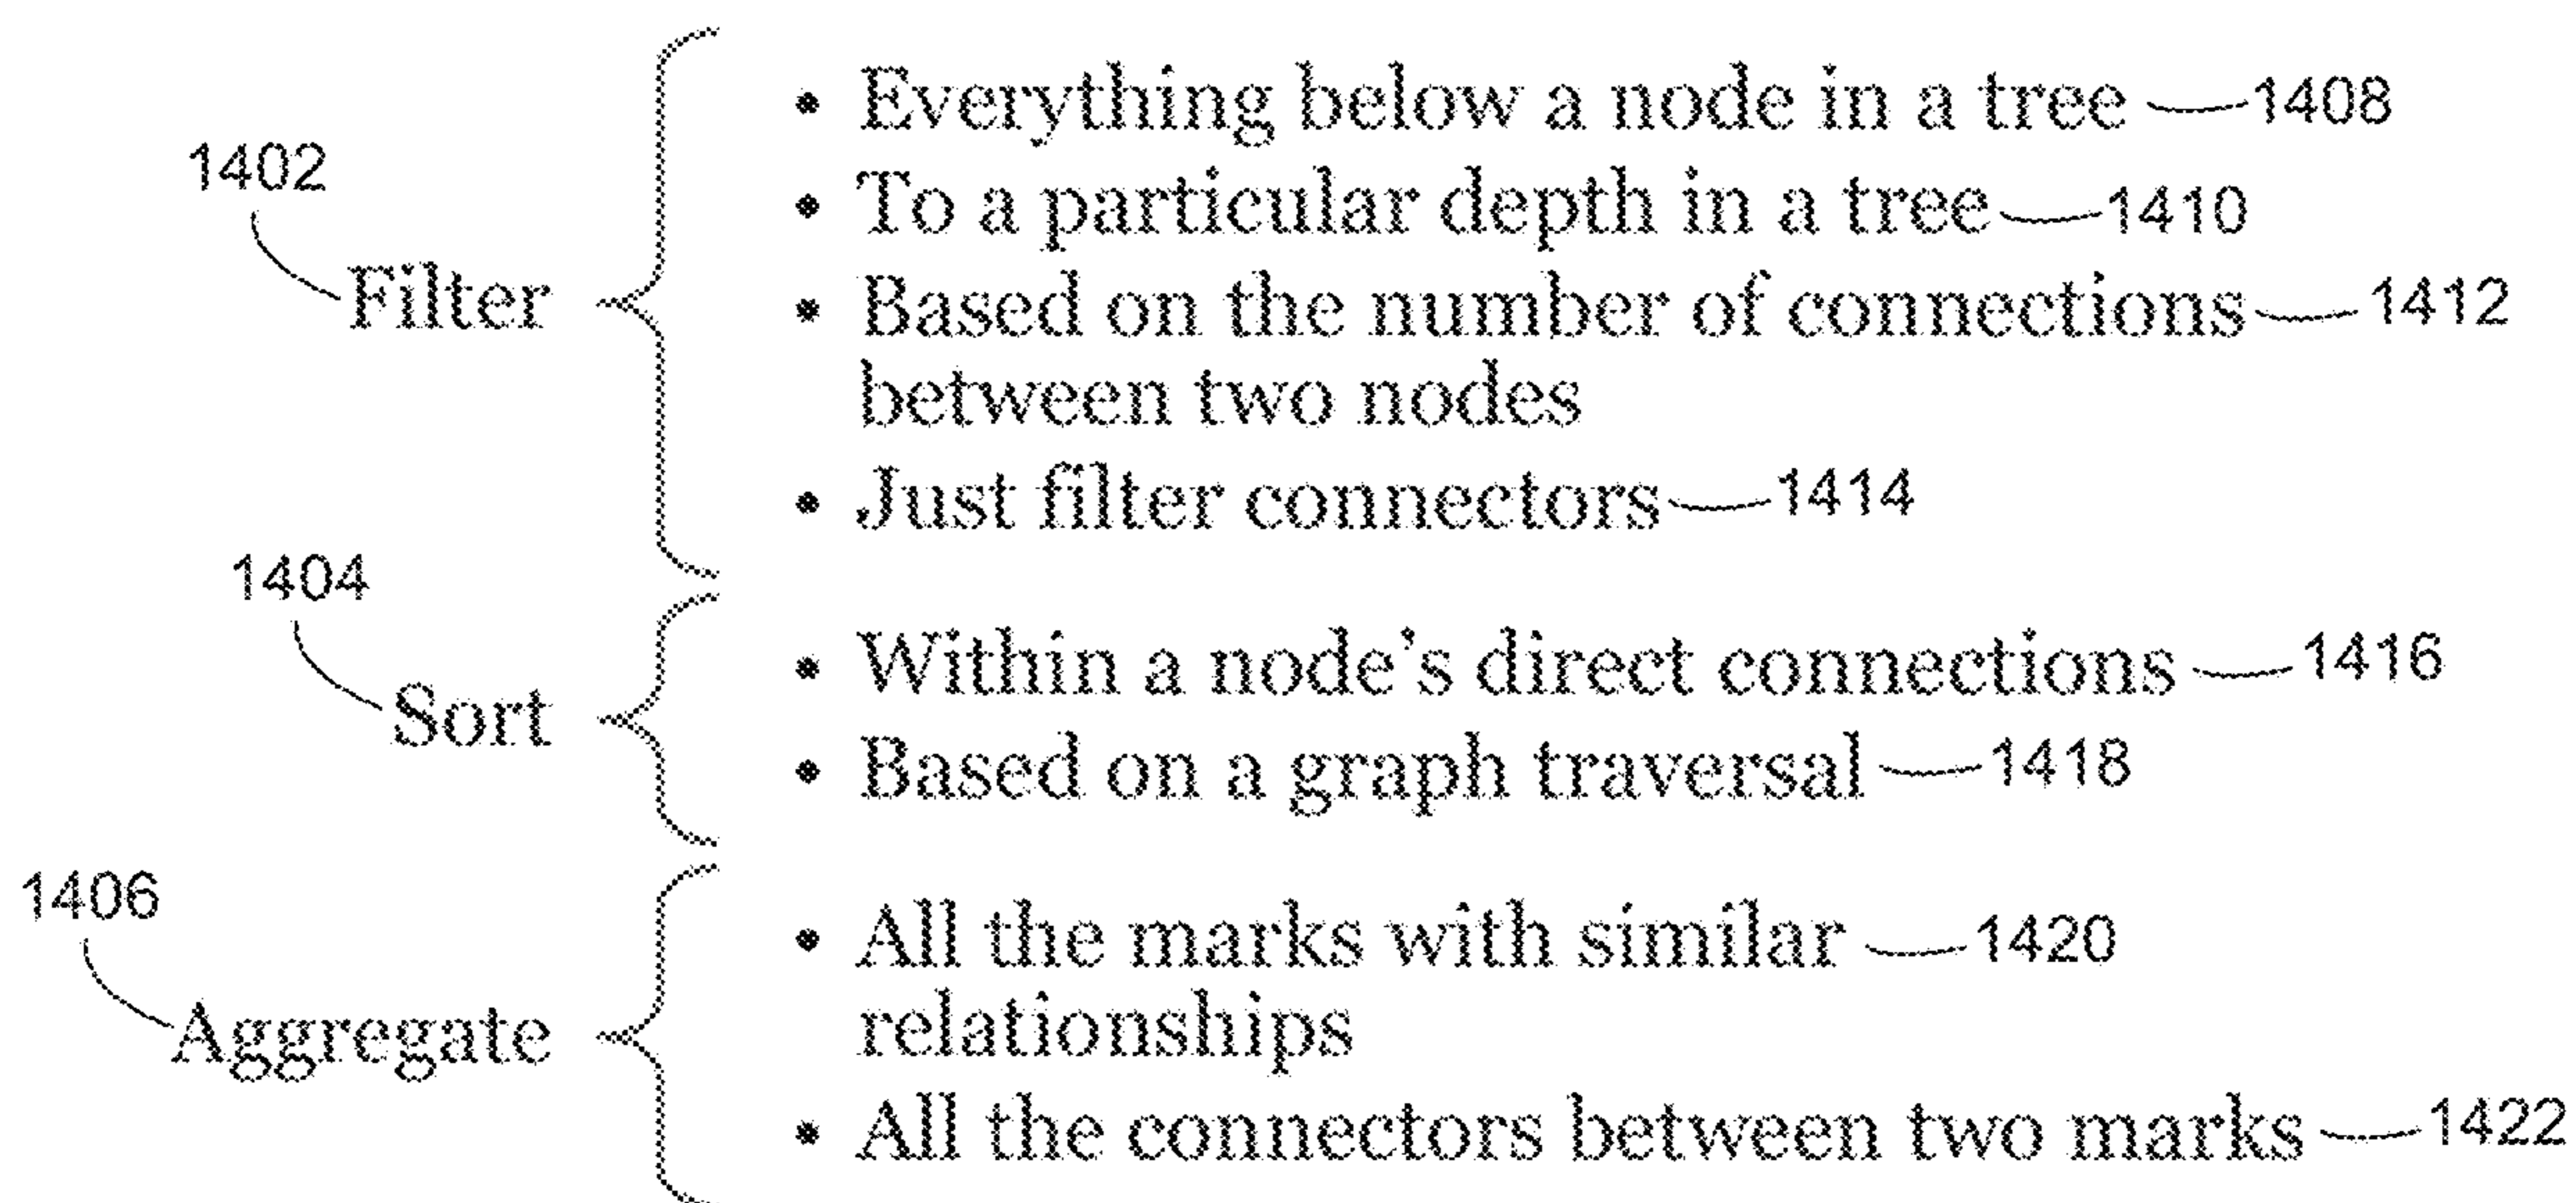 • Everything below a node in a tree 1408
1402
• To a particular depth in a tree 1410
Filter
• Based on the number of connections 1412
between two nodes
• Just filter connectors 1414
1404
• Within a node's direct connections 1416
Sort
• Based on a graph traversal 1418
1406
• All the marks with similar 1420
relationships
Aggregate
• All the connectors between two marks 1422